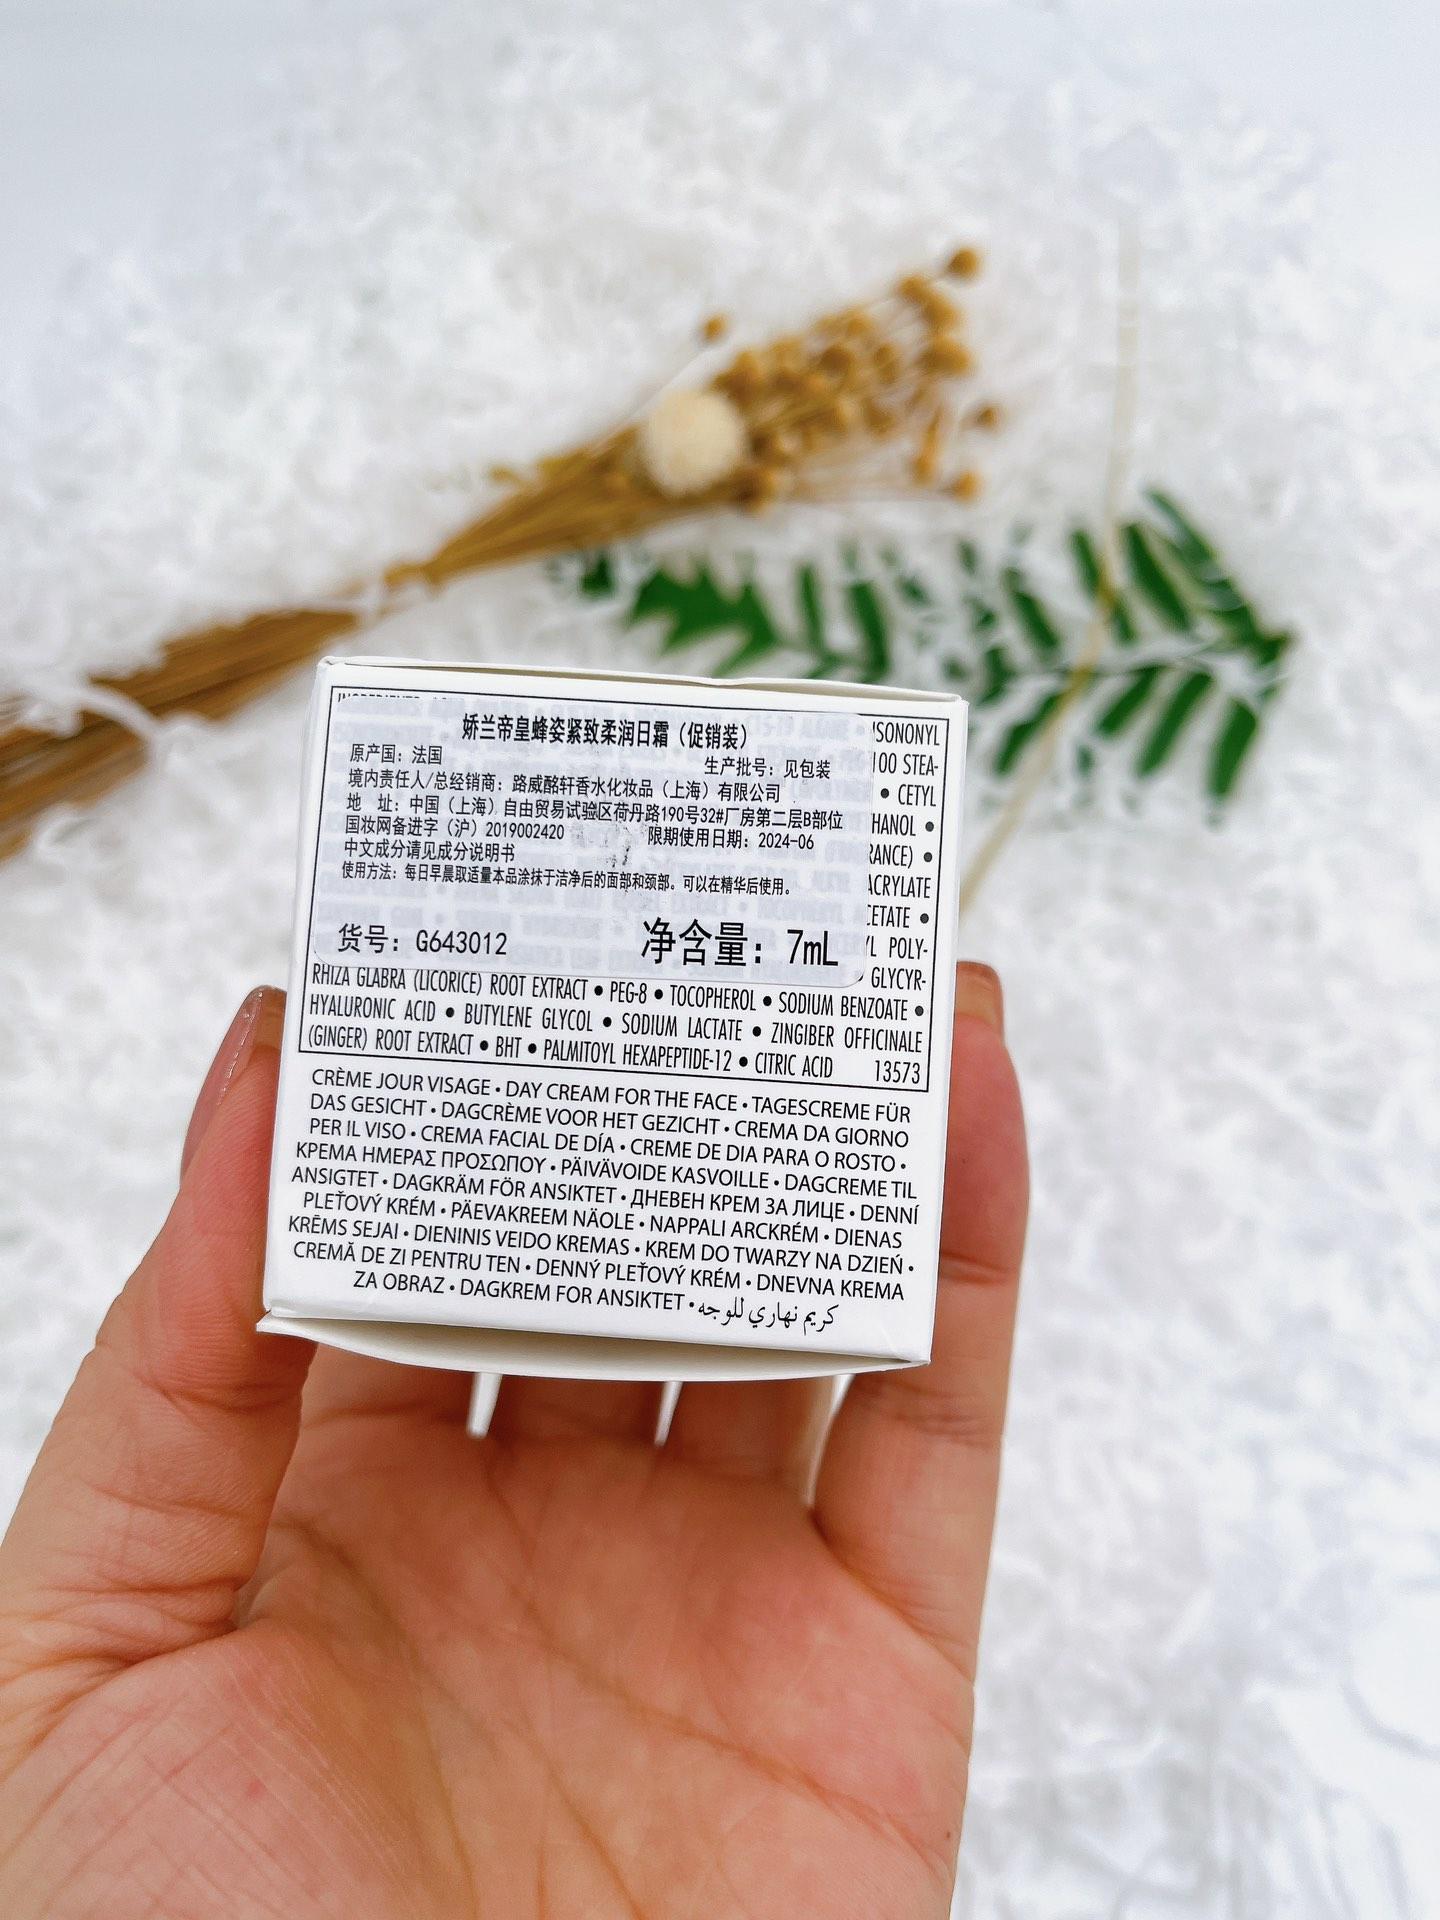 娇兰帝皇蜂姿紧致柔润日霜（促销装）
原产国：法国 生产批号：见包装
境内责任人/总经销商：路威酩轩香水化妆品（上海）有限公司
地 址：中国（上海）自由贸易试验区荷丹路190号32#厂房第二层B部位
国妆网备进字（沪）2019002420 限期使用日期：2024-06
中文成分请见成分说明书
使用方法：每日早晨取适量本品涂抹于洁净后的面部和颈部。可以在精华后使用。
货号：G643012 净含量：7mL
ISONONYL
100 STEA-
• CETYL
HANOL •
RANCE) •
ACRYLATE
CETATE •
YL POLY-
GLYCYR-
RHIZA GLABRA (LICORICE) ROOT EXTRACT • PEG-8 • TOCOPHEROL • SODIUM BENZOATE •
HYALURONIC ACID • BUTYLENE GLYCOL • SODIUM LACTATE • ZINGIBER OFFICINALE
(GINGER) ROOT EXTRACT • BHT • PALMITOYL HEXAPEPTIDE-12 • CITRIC ACID 13573
CRÈME JOUR VISAGE • DAY CREAM FOR THE FACE • TAGESCREME FÜR
DAS GESICHT • DAGCRÈME VOOR HET GEZICHT • CREMA DA GIORNO
PER IL VISO • CREMA FACIAL DE DÍA • CREME DE DIA PARA O ROSTO •
ΚΡΕΜΑ ΗΜΕΡΑΣ ΠΡΟΣΩΠΟΥ • PÄIVÄVOIDE KASVOILLE • DAGCREME TIL
ANSIGTET • DAGKRÄM FÖR ANSIKTET • ДНЕВЕН КРЕМ ЗА ЛИЦЕ • DENNÍ
PLEŤOVÝ KRÉM • PÄEVAKREEM NÄOLE • NAPPALI ARCKRÉM • DIENAS
KRĒMS SEJAI • DIENINIS VEIDO KREMAS • KREM DO TWARZY NA DZIEŃ •
CREMĂ DE ZI PENTRU TEN • DENNÝ PLEŤOVÝ KRÉM • DNEVNA KREMA
ZA OBRAZ • DAGKREM FOR ANSIKTET • كريم نهاري للوجه